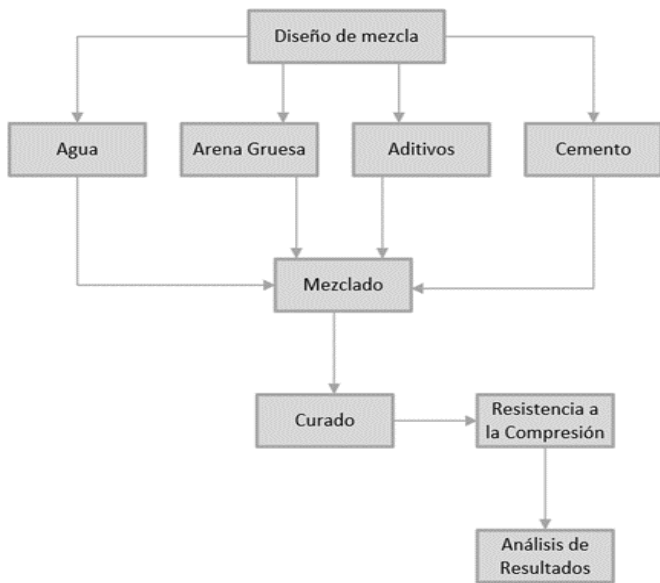 Diseño de mezcla
Agua
Arena Gruesa
Aditivos
Cemento
Mezclado
Curado
Resistencia a
la Compresión
Análisis de
Resultados